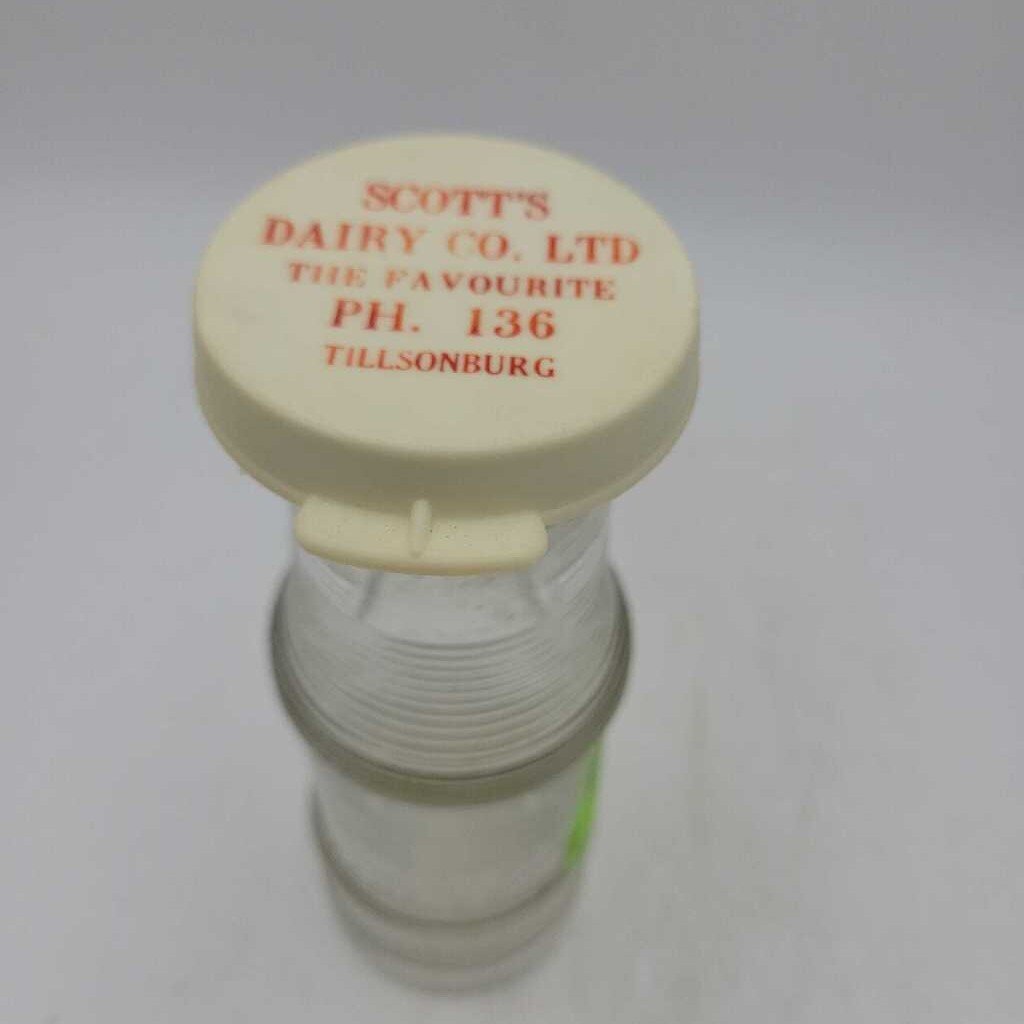 SCOTT'S
DAIRY CO. LTD
THE FAVOURITE
PH. 136
TILLSONBURG